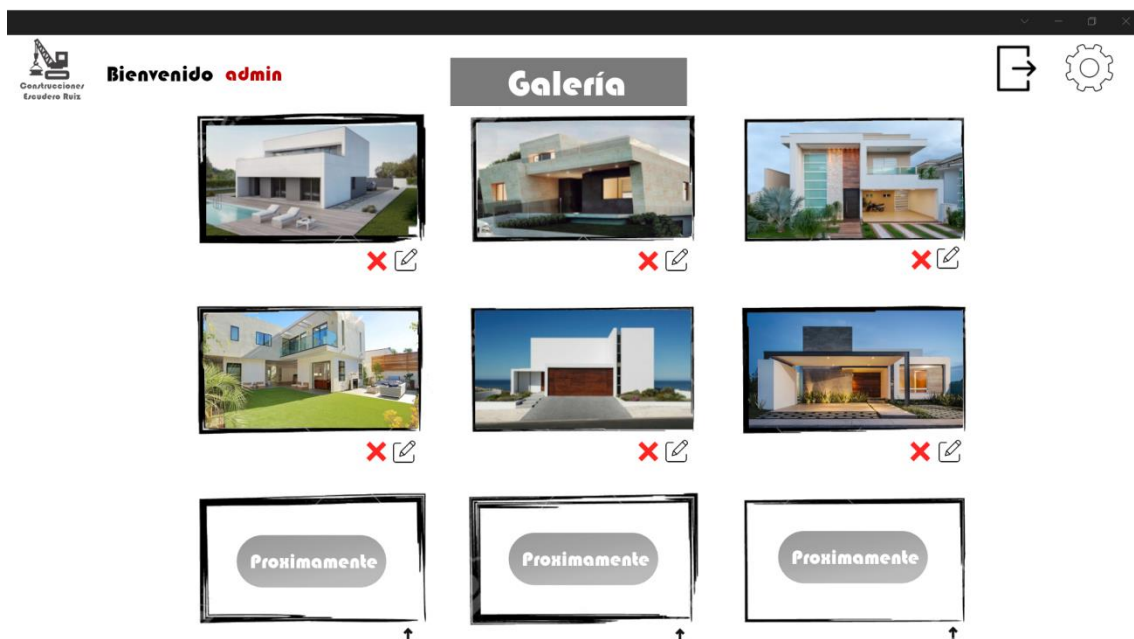 Construcciones
Escudero Ruiz
Bienvenido admin
Galería
Proximamente
Proximamente
Proximamente